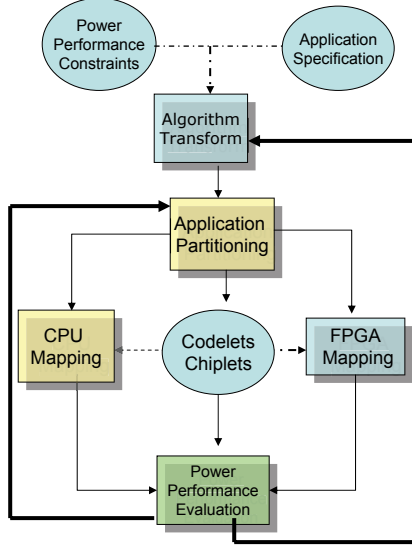 Power
Performance
Constraints
Application
Specification
Algorithm
Transform
Application
Partitioning
CPU
Mapping
Codelets
Chiplets
FPGA
Mapping
Power
Performance
Evaluation